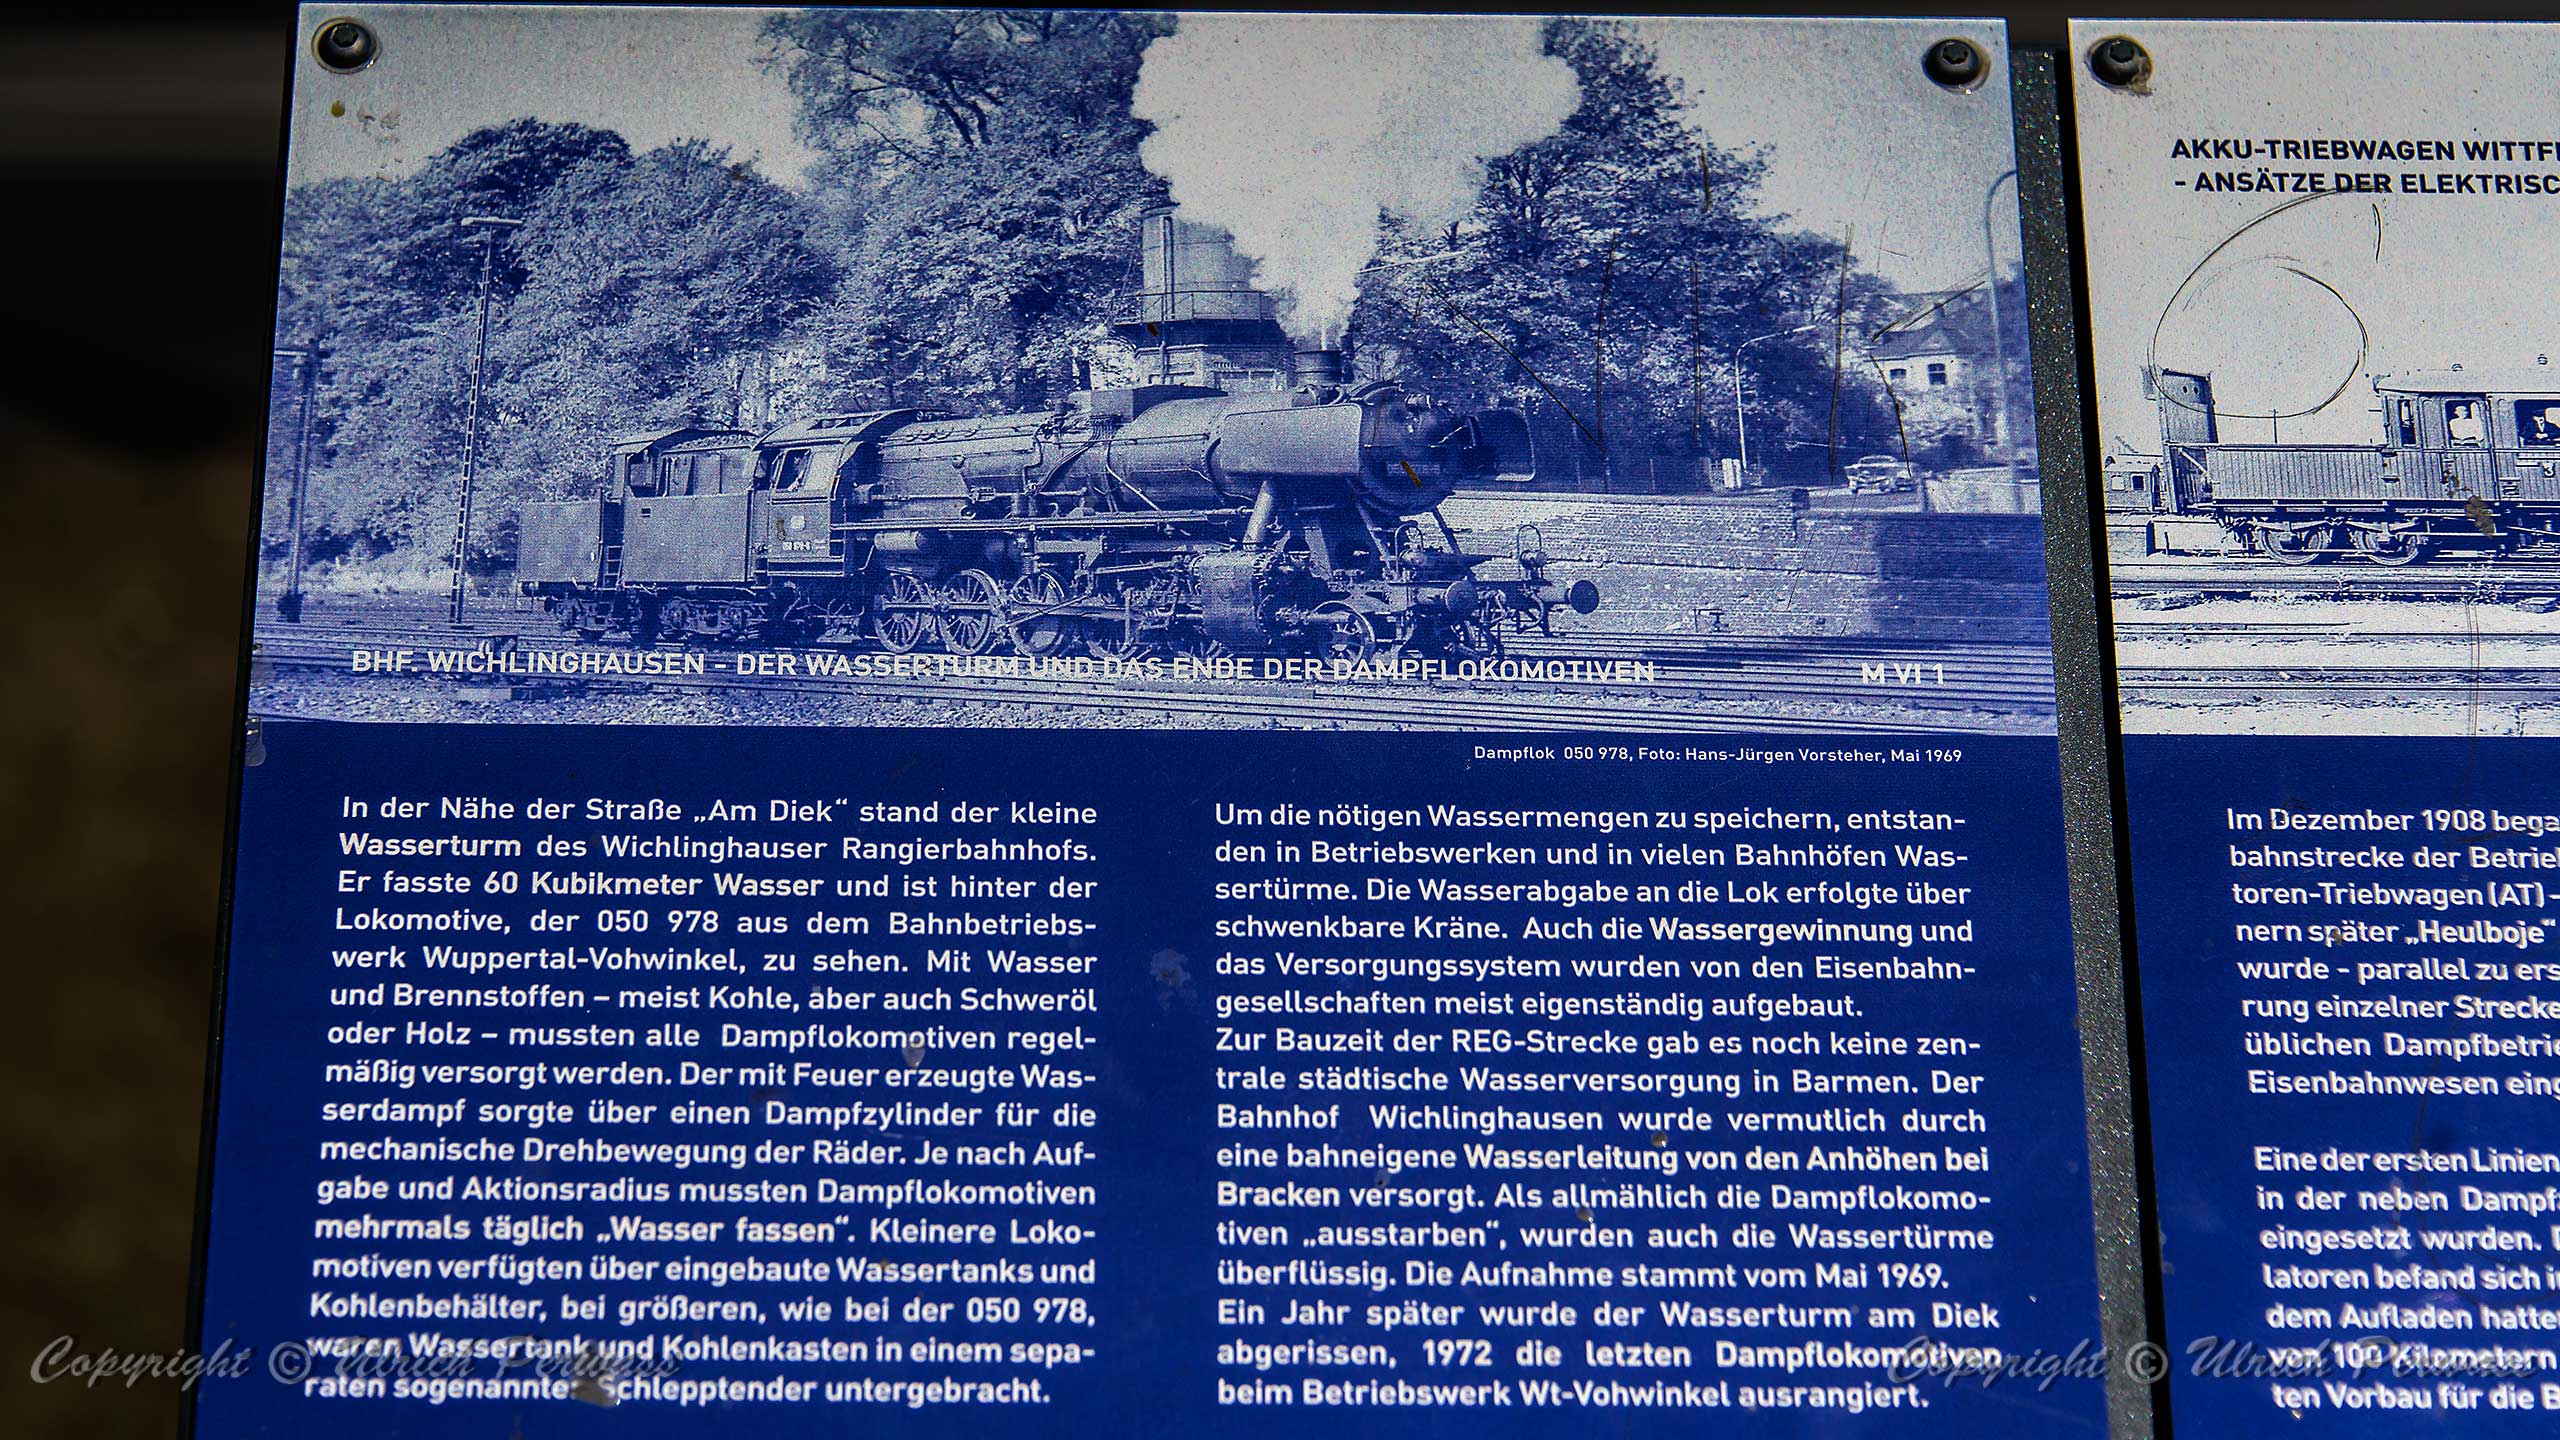 BHF. WICHLINGHAUSEN - DER WASSERTURM UND DAS ENDE DER DAMPFLOKOMOTIVEN M VI 1
Dampflok 050 978, Foto: Hans-Jürgen Vorsteher, Mai 1969
In der Nähe der Straße „Am Diek“ stand der kleine
Wasserturm des Wichlinghauser Rangierbahnhofs.
Er fasste 60 Kubikmeter Wasser und ist hinter der
Lokomotive, der 050 978 aus dem Bahnbetriebs-
werk Wuppertal-Vohwinkel, zu sehen. Mit Wasser
und Brennstoffen – meist Kohle, aber auch Schweröl
oder Holz – mussten alle Dampflokomotiven regel-
mäßig versorgt werden. Der mit Feuer erzeugte Was-
serdampf sorgte über einen Dampfzylinder für die
mechanische Drehbewegung der Räder. Je nach Auf-
gabe und Aktionsradius mussten Dampflokomotiven
mehrmals täglich „Wasser fassen“. Kleinere Loko-
motiven verfügten über eingebaute Wassertanks und
Kohlenbehälter, bei größeren, wie bei der 050 978,
waren Wassertank und Kohlenkasten in einem sepa-
raten sogenannten Schlepptender untergebracht.
Um die nötigen Wassermengen zu speichern, entstan-
den in Betriebswerken und in vielen Bahnhöfen Was-
sertürme. Die Wasserabgabe an die Lok erfolgte über
schwenkbare Kräne. Auch die Wassergewinnung und
das Versorgungssystem wurden von den Eisenbahn-
gesellschaften meist eigenständig aufgebaut.
Zur Bauzeit der REG-Strecke gab es noch keine zen-
trale städtische Wasserversorgung in Barmen. Der
Bahnhof Wichlinghausen wurde vermutlich durch
eine bahneigene Wasserleitung von den Anhöhen bei
Bracken versorgt. Als allmählich die Dampflokomo-
tiven „ausstarben“, wurden auch die Wassertürme
überflüssig. Die Aufnahme stammt vom Mai 1969.
Ein Jahr später wurde der Wasserturm am Diek
abgerissen, 1972 die letzten Dampflokomotiven
beim Betriebswerk Wt-Vohwinkel ausrangiert.
AKKU-TRIEBWAGEN WITTF
- ANSÄTZE DER ELEKTRISC
Im Dezember 1908 bega
bahnstrecke der Betrie
toren-Triebwagen (AT) –
nern später „Heulboje“
wurde - parallel zu ers
rung einzelner Strecke
üblichen Dampfbetrie
Eisenbahnwesen eing
Eine der ersten Linien
in der neben Dampf
eingesetzt wurden.
latoren befand sich i
dem Aufladen hatte
von 100 Kilometern
ten Vorbau für die B
Copyright © Ulrich Perwass
Copyright © Ulrich Perwass